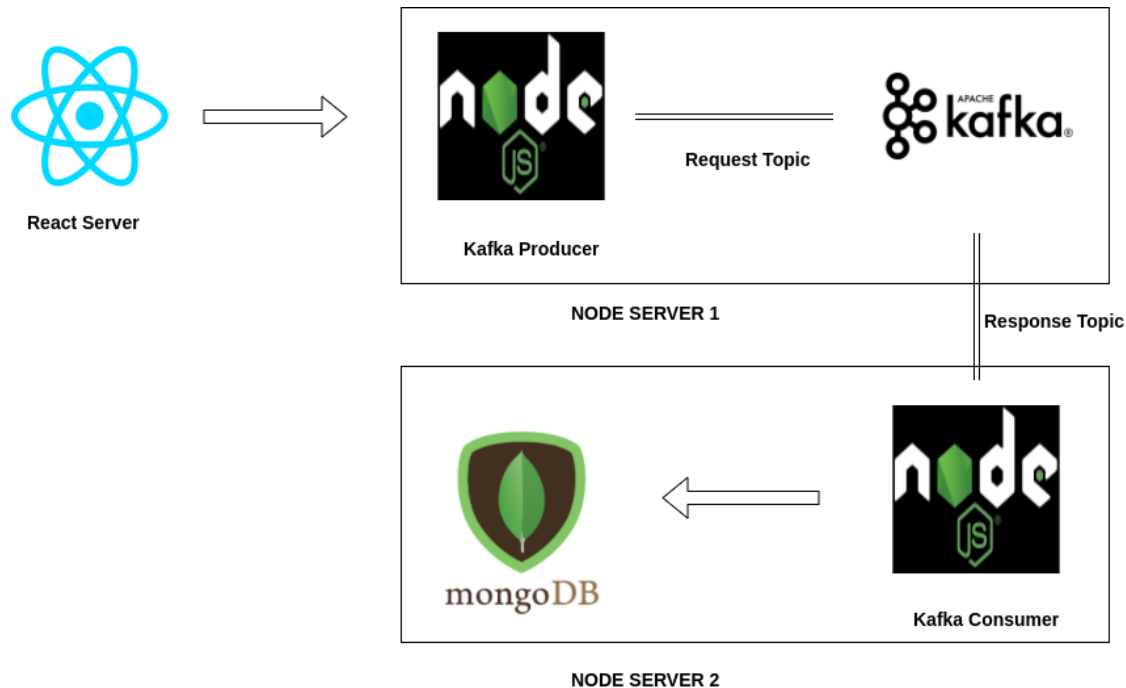 node
JS®
APACHE
kafka®
Request Topic
React Server
Kafka Producer
NODE SERVER 1
Response Topic
node
JS®
mongoDB
Kafka Consumer
NODE SERVER 2